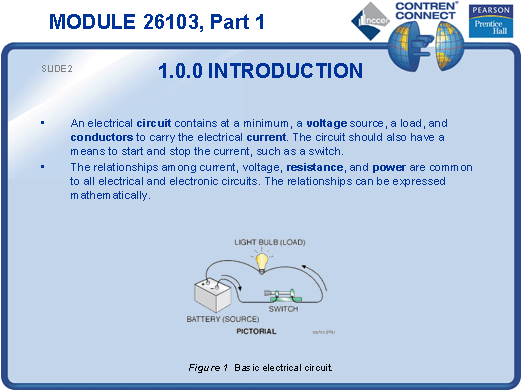 MODULE 26103, Part 1
nccer
CONTREN®
CONNECT
PEARSON
Prentice
Hall
SLIDE 2
1.0.0 INTRODUCTION
• An electrical circuit contains at a minimum, a voltage source, a load, and
conductors to carry the electrical current. The circuit should also have a
means to start and stop the current, such as a switch.
• The relationships among current, voltage, resistance, and power are common
to all electrical and electronic circuits. The relationships can be expressed
mathematically.
LIGHT BULB (LOAD)
SWITCH
BATTERY (SOURCE)
PICTORIAL
Figure 1 Basic electrical circuit.